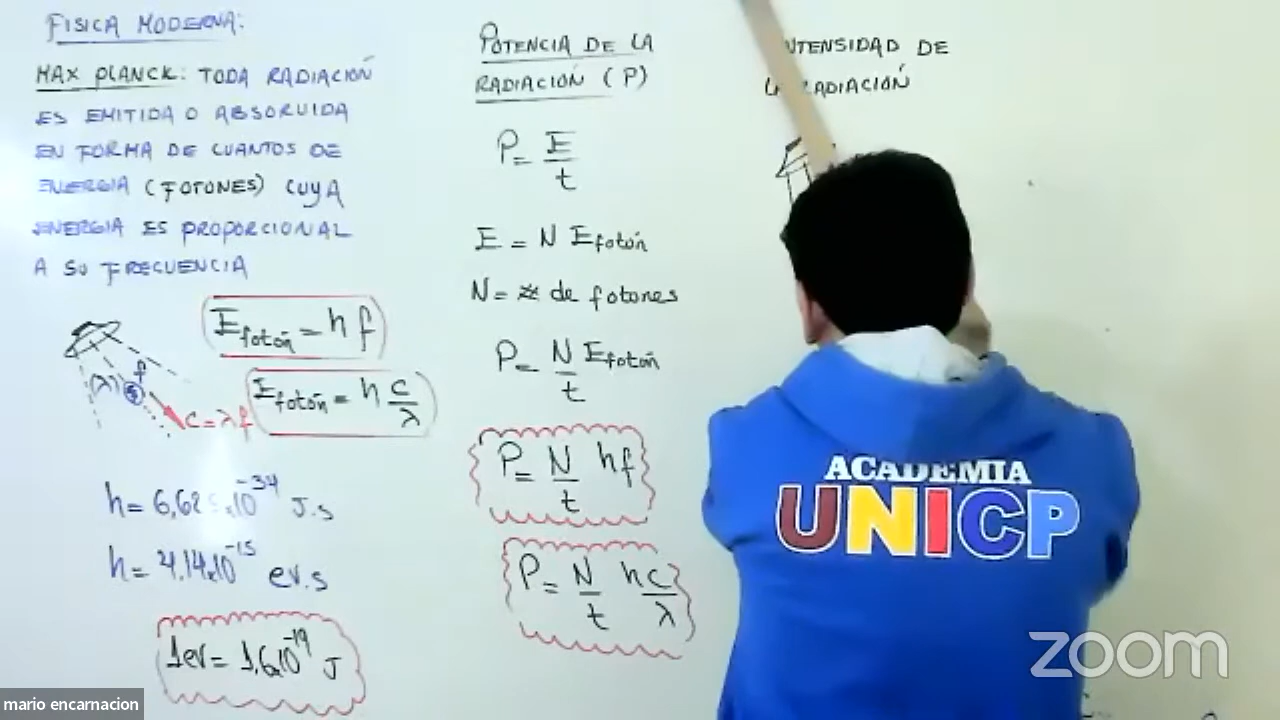 FISICA MODERNA:
MAX PLANCK: TODA RADIACIÓN
ES EMITIDA O ABSORVIDA
EN FORMA DE CUANTOS DE
ENERGIA (FOTONES) CUYA
ENERGIA ES PROPORCIONAL
A SU FRECUENCIA
E fotón = h f
E fotón = h c/λ
(λ) f
C = λ f
h = 6,625x10^-34 J.s
h = 4,14x10^-15 ev.s
1ev = 1,6x10^-19 J
POTENCIA DE LA
RADIACIÓN (P)
P = E/t
E = N E fotón
N = # de fotones
P = N/t E fotón
P = N/t hf
P = N/t hc/λ
NTENSIDAD DE
LA RADIACIÓN
ACADEMIA
UNICP
zoom
mario encarnacion